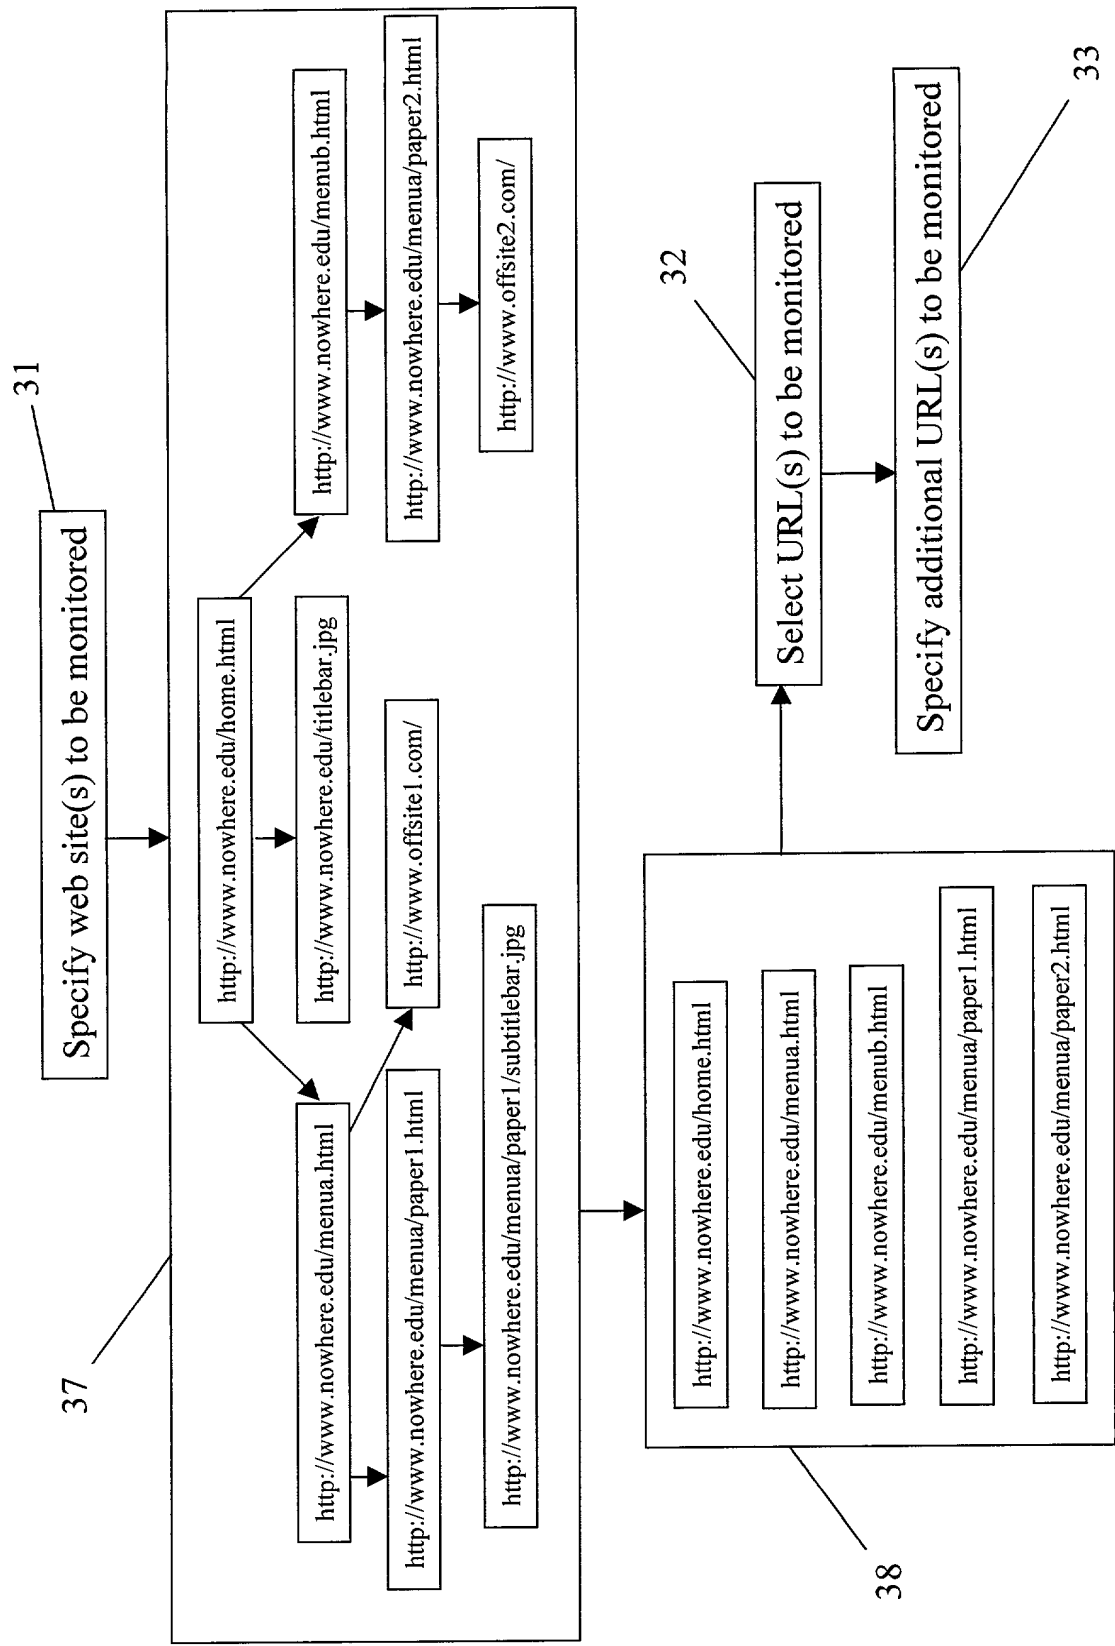 31
Specify web site(s) to be monitored
37
http://www.nowhere.edu/home.html
http://www.nowhere.edu/menua.html
http://www.nowhere.edu/titlebar.jpg
http://www.nowhere.edu/menub.html
http://www.nowhere.edu/menua/paper1.html
http://www.offsite1.com/
http://www.nowhere.edu/menua/paper2.html
http://www.nowhere.edu/menua/paper1/subtitlebar.jpg
http://www.offsite2.com/
38
http://www.nowhere.edu/home.html
http://www.nowhere.edu/menua.html
http://www.nowhere.edu/menub.html
http://www.nowhere.edu/menua/paper1.html
http://www.nowhere.edu/menua/paper2.html
32
Select URL(s) to be monitored
Specify additional URL(s) to be monitored
33